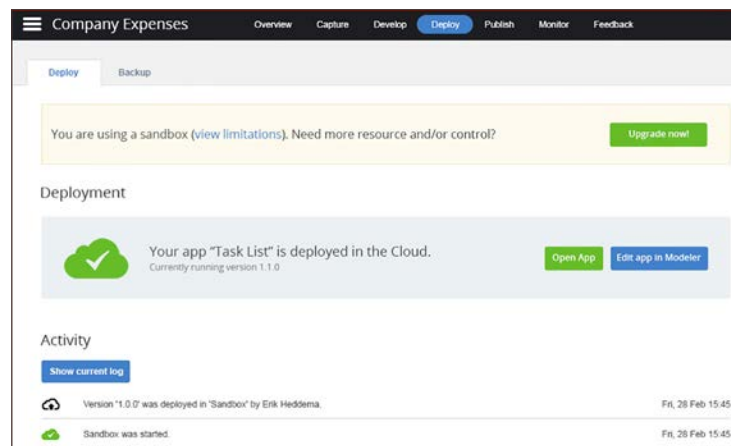 Company Expenses Overview Capture Develop Deploy Publish Monitor Feedback
Deploy Backup
You are using a sandbox (view limitations). Need more resource and/or control? Upgrade now!
Deployment
Your app “Task List” is deployed in the Cloud.
Currently running version 1.1.0
Open App Edit app in Modeler
Activity
Show current log
Version '1.0.0' was deployed in 'Sandbox' by Erik Heddema. Fri, 28 Feb 15:45
Sandbox was started. Fri, 28 Feb 15:45